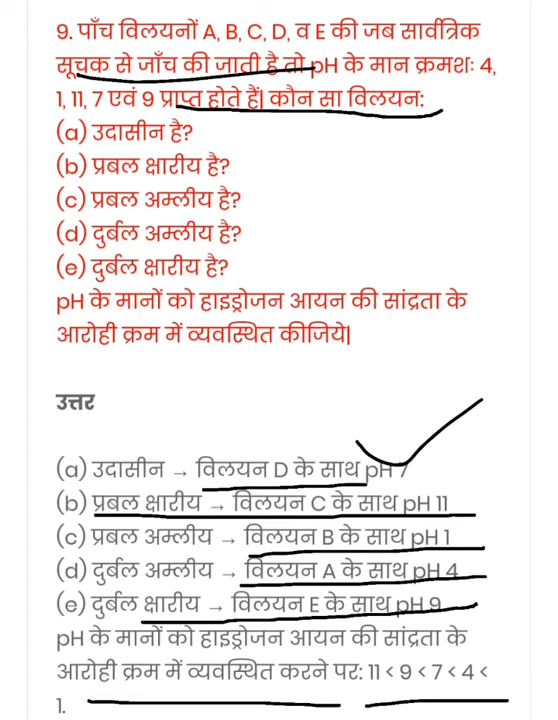 9. पाँच विलयनों A, B, C, D, व E की जब सार्वत्रिक
सूचक से जाँच की जाती है तो pH के मान क्रमशः 4,
1, 11, 7 एवं 9 प्राप्त होते हैं| कौन सा विलयन:
(a) उदासीन है?
(b) प्रबल क्षारीय है?
(c) प्रबल अम्लीय है?
(d) दुर्बल अम्लीय है?
(e) दुर्बल क्षारीय है?
pH के मानों को हाइड्रोजन आयन की सांद्रता के
आरोही क्रम में व्यवस्थित कीजिये|
उत्तर
(a) उदासीन → विलयन D के साथ pH 7
(b) प्रबल क्षारीय → विलयन C के साथ pH 11
(c) प्रबल अम्लीय → विलयन B के साथ pH 1
(d) दुर्बल अम्लीय → विलयन A के साथ pH 4
(e) दुर्बल क्षारीय → विलयन E के साथ pH 9
pH के मानों को हाइड्रोजन आयन की सांद्रता के
आरोही क्रम में व्यवस्थित करने पर: 11 < 9 < 7 < 4 <
1.